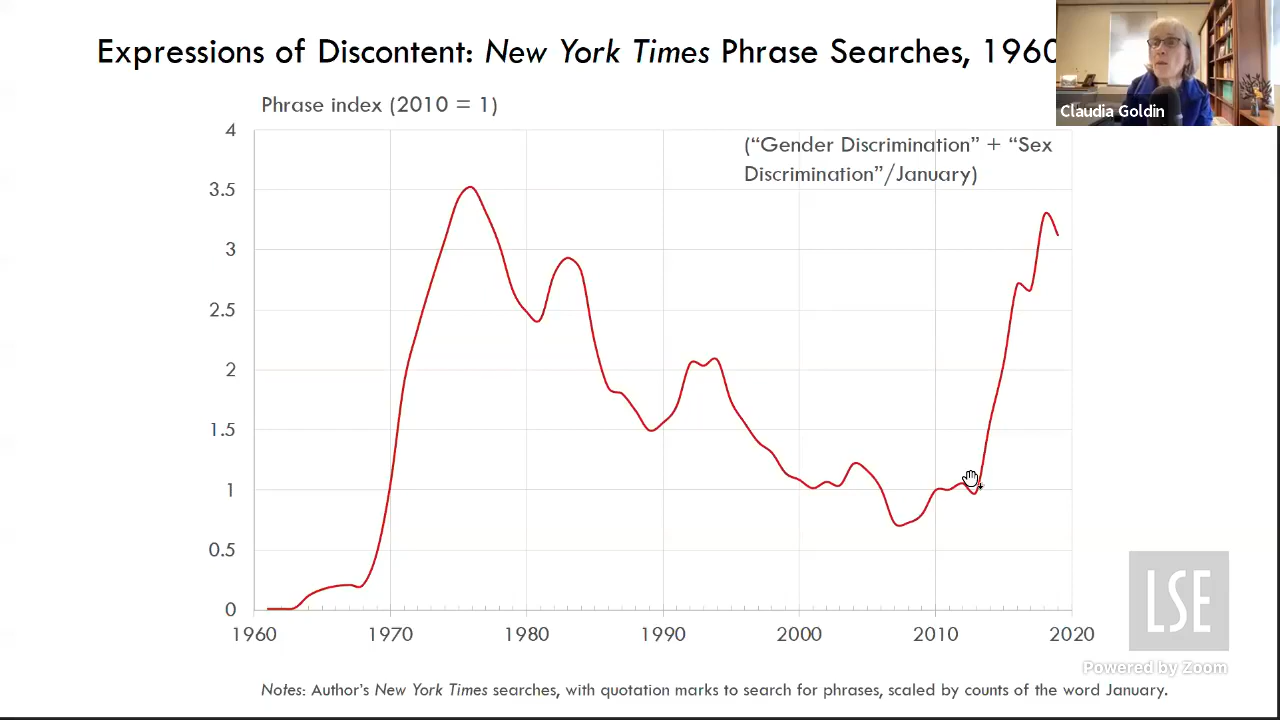 Expressions of Discontent: New York Times Phrase Searches, 1960
Claudia Goldin
Phrase index (2010 = 1)
("Gender Discrimination" + "Sex
Discrimination"/January)
4
3.5
3
2.5
2
1.5
1
0.5
0
1960 1970 1980 1990 2000 2010 2020
LSE
Powered by Zoom
Notes: Author's New York Times searches, with quotation marks to search for phrases, scaled by counts of the word January.